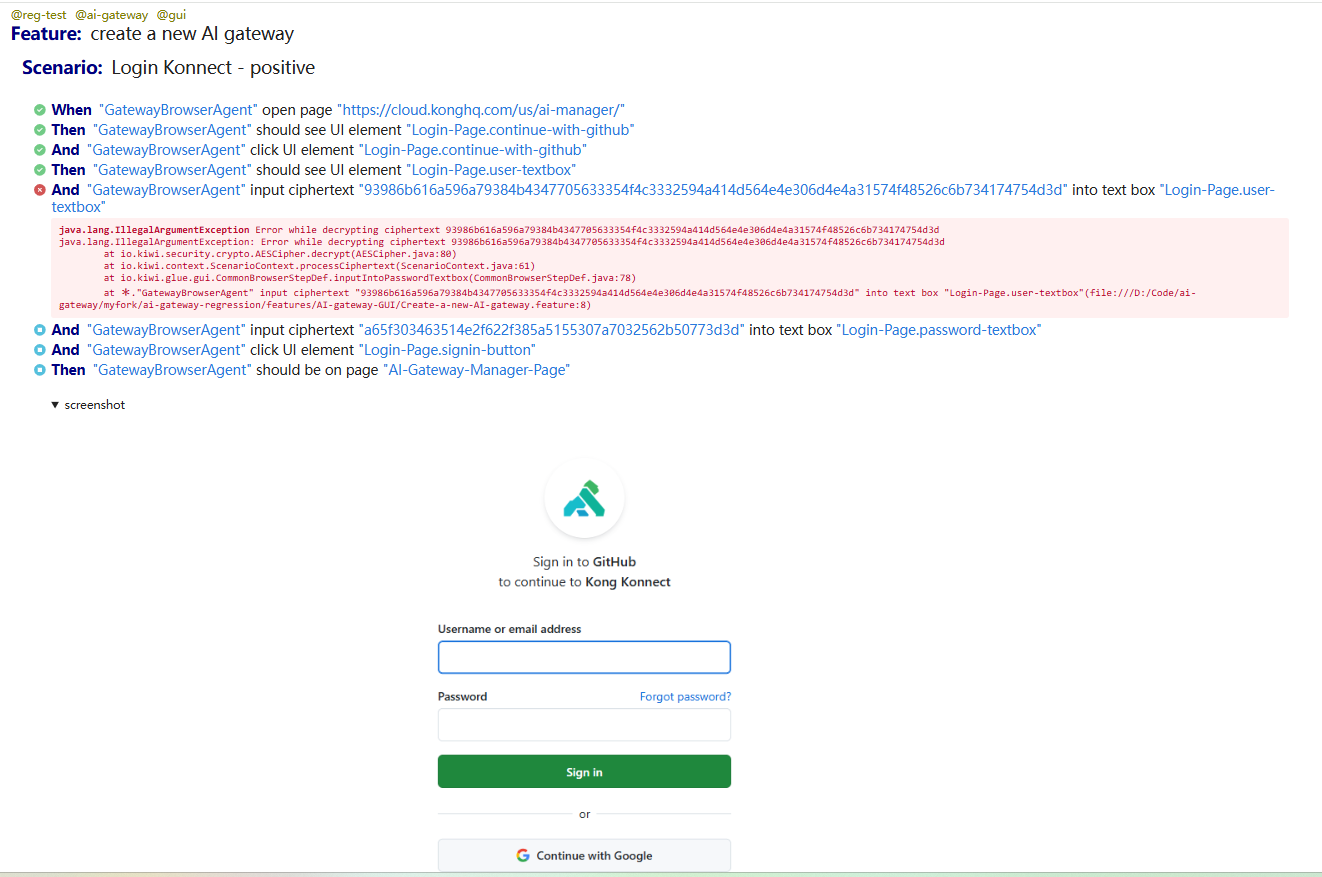 @reg-test @ai-gateway @gui
Feature: create a new AI gateway
Scenario: Login Konnect - positive
When "GatewayBrowserAgent" open page "https://cloud.konghq.com/us/ai-manager/"
Then "GatewayBrowserAgent" should see UI element "Login-Page.continue-with-github"
And "GatewayBrowserAgent" click UI element "Login-Page.continue-with-github"
Then "GatewayBrowserAgent" should see UI element "Login-Page.user-textbox"
And "GatewayBrowserAgent" input ciphertext "93986b616a596a79384b4347705633354f4c3332594a414d564e4e306d4e4a31574f48526c6b734174754d3d" into text box "Login-Page.user-
textbox"
java.lang.IllegalArgumentException Error while decrypting ciphertext 93986b616a596a79384b4347705633354f4c3332594a414d564e4e306d4e4a31574f48526c6b734174754d3d
java.lang.IllegalArgumentException: Error while decrypting ciphertext 93986b616a596a79384b4347705633354f4c3332594a414d564e4e306d4e4a31574f48526c6b734174754d3d
at io.kiwi.security.crypto.AESCipher.decrypt(AESCipher.java:80)
at io.kiwi.context.ScenarioContext.processCiphertext(ScenarioContext.java:61)
at io.kiwi.glue.gui.CommonBrowserStepDef.inputIntoPasswordTextbox(CommonBrowserStepDef.java:78)
at *."GatewayBrowserAgent" input ciphertext "93986b616a596a79384b4347705633354f4c3332594a414d564e4e306d4e4a31574f48526c6b734174754d3d" into text box "Login-Page.user-textbox"(file:///D:/Code/ai-
gateway/myfork/ai-gateway-regression/features/AI-gateway-GUI/Create-a-new-AI-gateway.feature:8)
And "GatewayBrowserAgent" input ciphertext "a65f303463514e2f622f385a5155307a7032562b50773d3d" into text box "Login-Page.password-textbox"
And "GatewayBrowserAgent" click UI element "Login-Page.signin-button"
Then "GatewayBrowserAgent" should be on page "AI-Gateway-Manager-Page"
▼ screenshot
Sign in to GitHub
to continue to Kong Konnect
Username or email address
Password Forgot password?
Sign in
or
Continue with Google